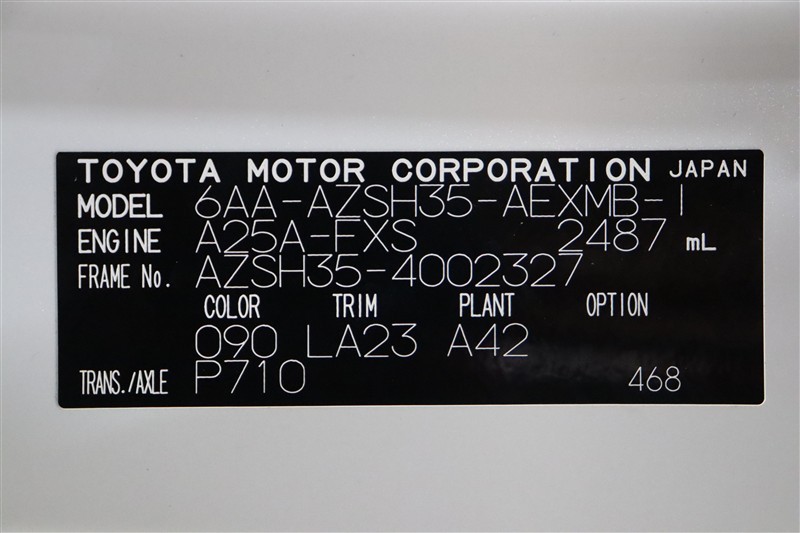 TOYOTA MOTOR CORPORATION JAPAN
MODEL 6AA-AZSH35-AEXMB-I
ENGINE A25A-FXS 2487 mL
FRAME No. AZSH35-4002327
COLOR TRIM PLANT OPTION
090 LA23 A42
TRANS./AXLE P710 468